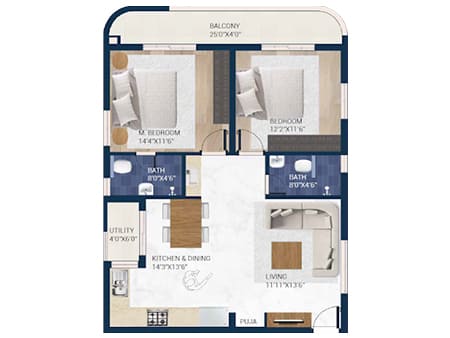 BALCONY
25'0"X4'0"
M. BEDROOM
14'4"X11'6"
BEDROOM
12'2"X11'6"
BATH
8'0"X4'6"
BATH
8'0"X4'6"
UTILITY
4'0"X6'0"
KITCHEN & DINING
14'3"X13'6"
LIVING
11'11"X13'6"
PUJA